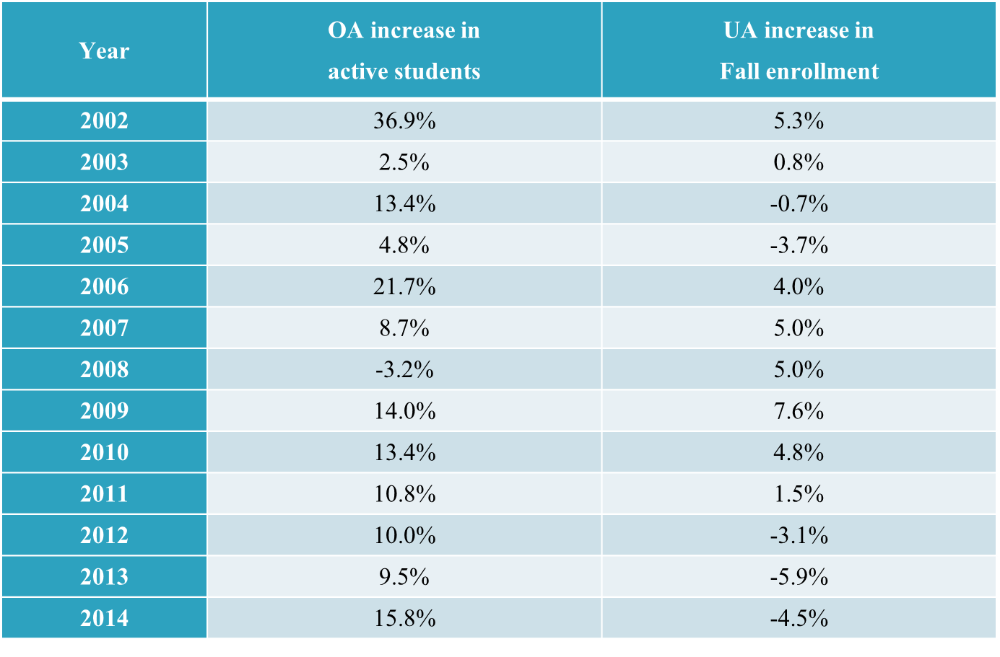 Year OA increase in active students UA increase in Fall enrollment
2002 36.9% 5.3%
2003 2.5% 0.8%
2004 13.4% -0.7%
2005 4.8% -3.7%
2006 21.7% 4.0%
2007 8.7% 5.0%
2008 -3.2% 5.0%
2009 14.0% 7.6%
2010 13.4% 4.8%
2011 10.8% 1.5%
2012 10.0% -3.1%
2013 9.5% -5.9%
2014 15.8% -4.5%